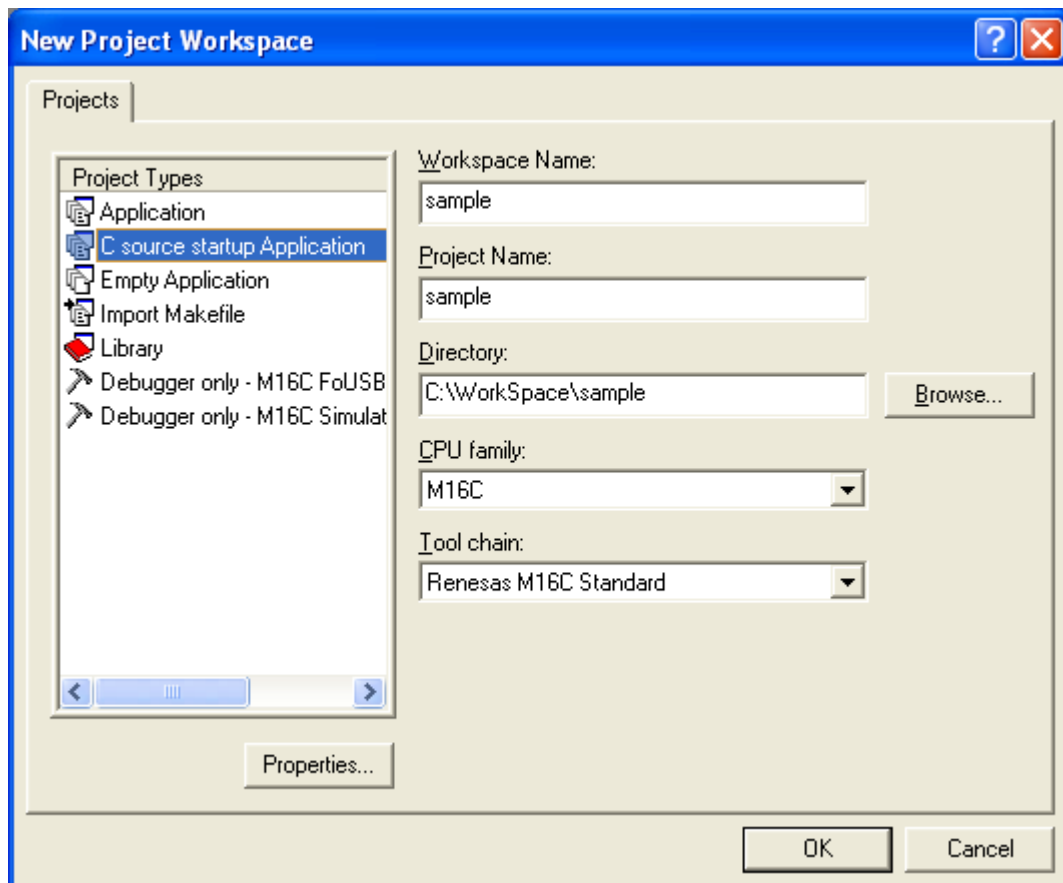 New Project Workspace
Projects
Project Types
Application
C source startup Application
Empty Application
Import Makefile
Library
Debugger only - M16C FoUSB
Debugger only - M16C Simulat
Properties...
Workspace Name:
sample
Project Name:
sample
Directory:
C:\WorkSpace\sample
Browse...
CPU family:
M16C
Tool chain:
Renesas M16C Standard
OK
Cancel